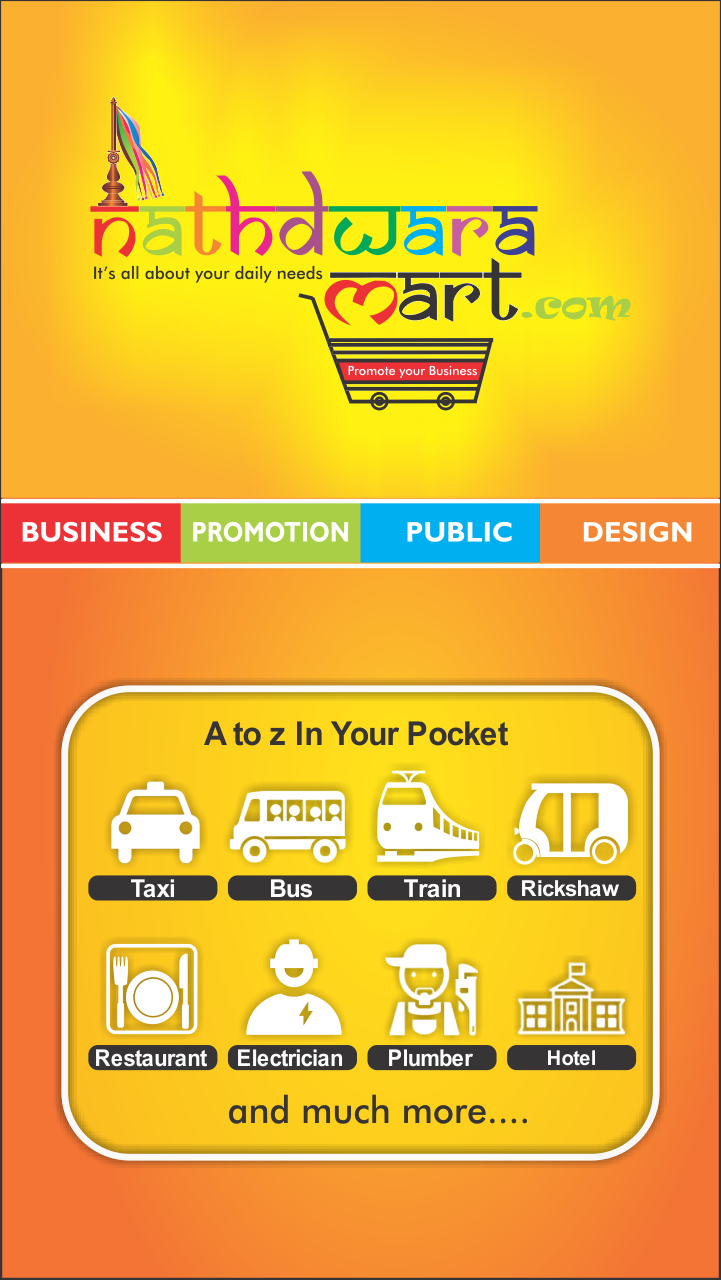 nathdwara
It's all about your daily needs
mart.com
Promote your Business
BUSINESS PROMOTION PUBLIC DESIGN
A to z In Your Pocket
Taxi Bus Train Rickshaw
Restaurant Electrician Plumber Hotel
and much more....